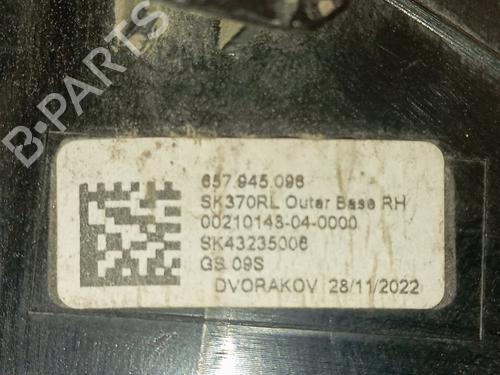 B-PARTS
657.945.096
SK370RL Outer Base RH
00210148-04-0000
SK43235006
GS 09S
DVORAKOV 28/11/2022